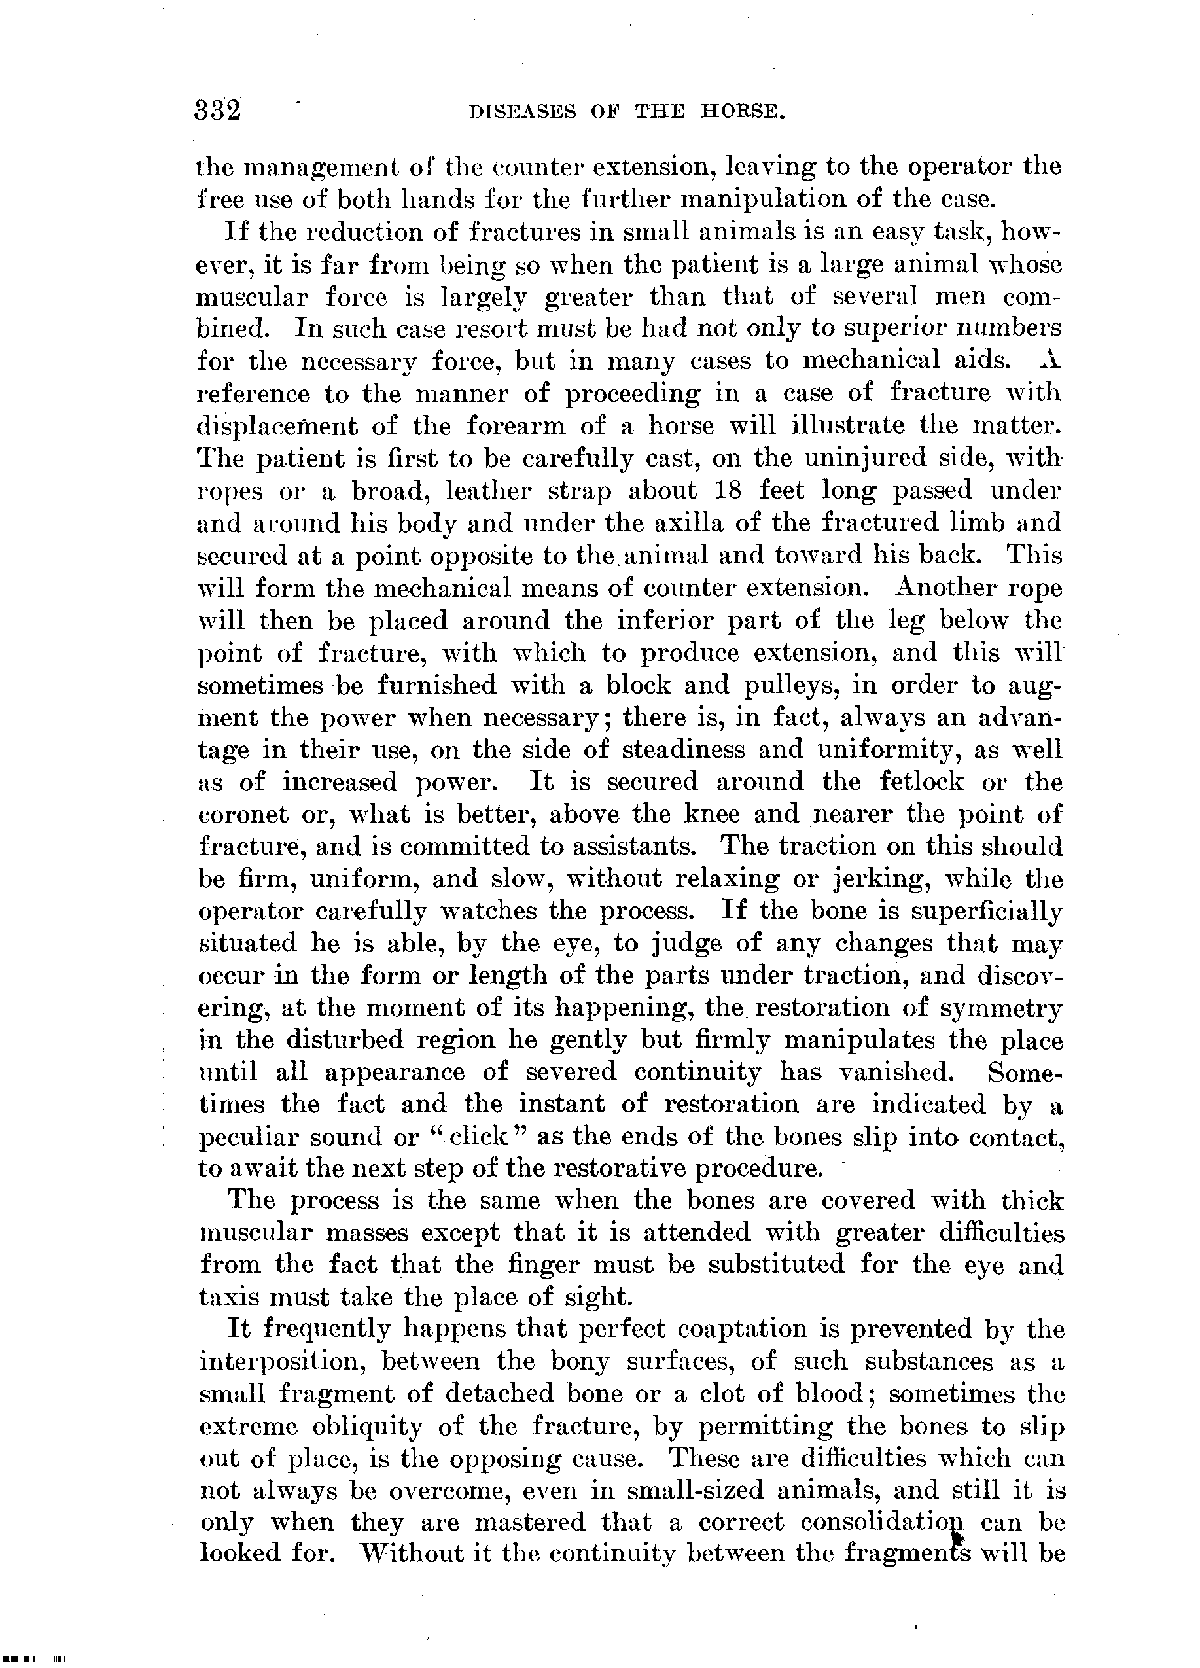 332 DISEASES OF THE HORSE.
the management of the counter extension, leaving to the operator the
free use of both hands for the further manipulation of the case.
If the reduction of fractures in small animals is an easy task, how-
ever, it is far from being so when the patient is a large animal whose
muscular force is largely greater than that of several men com-
bined. In such case resort must be had not only to superior numbers
for the necessary force, but in many cases to mechanical aids. A
reference to the manner of proceeding in a case of fracture with
displacement of the forearm of a horse will illustrate the matter.
The patient is first to be carefully cast, on the uninjured side, with
ropes or a broad, leather strap about 18 feet long passed under
and around his body and under the axilla of the fractured limb and
secured at a point opposite to the animal and toward his back. This
will form the mechanical means of counter extension. Another rope
will then be placed around the inferior part of the leg below the
point of fracture, with which to produce extension, and this will
sometimes be furnished with a block and pulleys, in order to aug-
ment the power when necessary; there is, in fact, always an advan-
tage in their use, on the side of steadiness and uniformity, as well
as of increased power. It is secured around the fetlock or the
coronet or, what is better, above the knee and nearer the point of
fracture, and is committed to assistants. The traction on this should
be firm, uniform, and slow, without relaxing or jerking, while the
operator carefully watches the process. If the bone is superficially
situated he is able, by the eye, to judge of any changes that may
occur in the form or length of the parts under traction, and discov-
ering, at the moment of its happening, the restoration of symmetry
in the disturbed region he gently but firmly manipulates the place
until all appearance of severed continuity has vanished. Some-
times the fact and the instant of restoration are indicated by a
peculiar sound or "click" as the ends of the bones slip into contact,
to await the next step of the restorative procedure.
The process is the same when the bones are covered with thick
muscular masses except that it is attended with greater difficulties
from the fact that the finger must be substituted for the eye and
taxis must take the place of sight.
It frequently happens that perfect coaptation is prevented by the
interposition, between the bony surfaces, of such substances as a
small fragment of detached bone or a clot of blood; sometimes the
extreme obliquity of the fracture, by permitting the bones to slip
out of place, is the opposing cause. These are difficulties which can
not always be overcome, even in small-sized animals, and still it is
only when they are mastered that a correct consolidation can be
looked for. Without it the continuity between the fragments will be